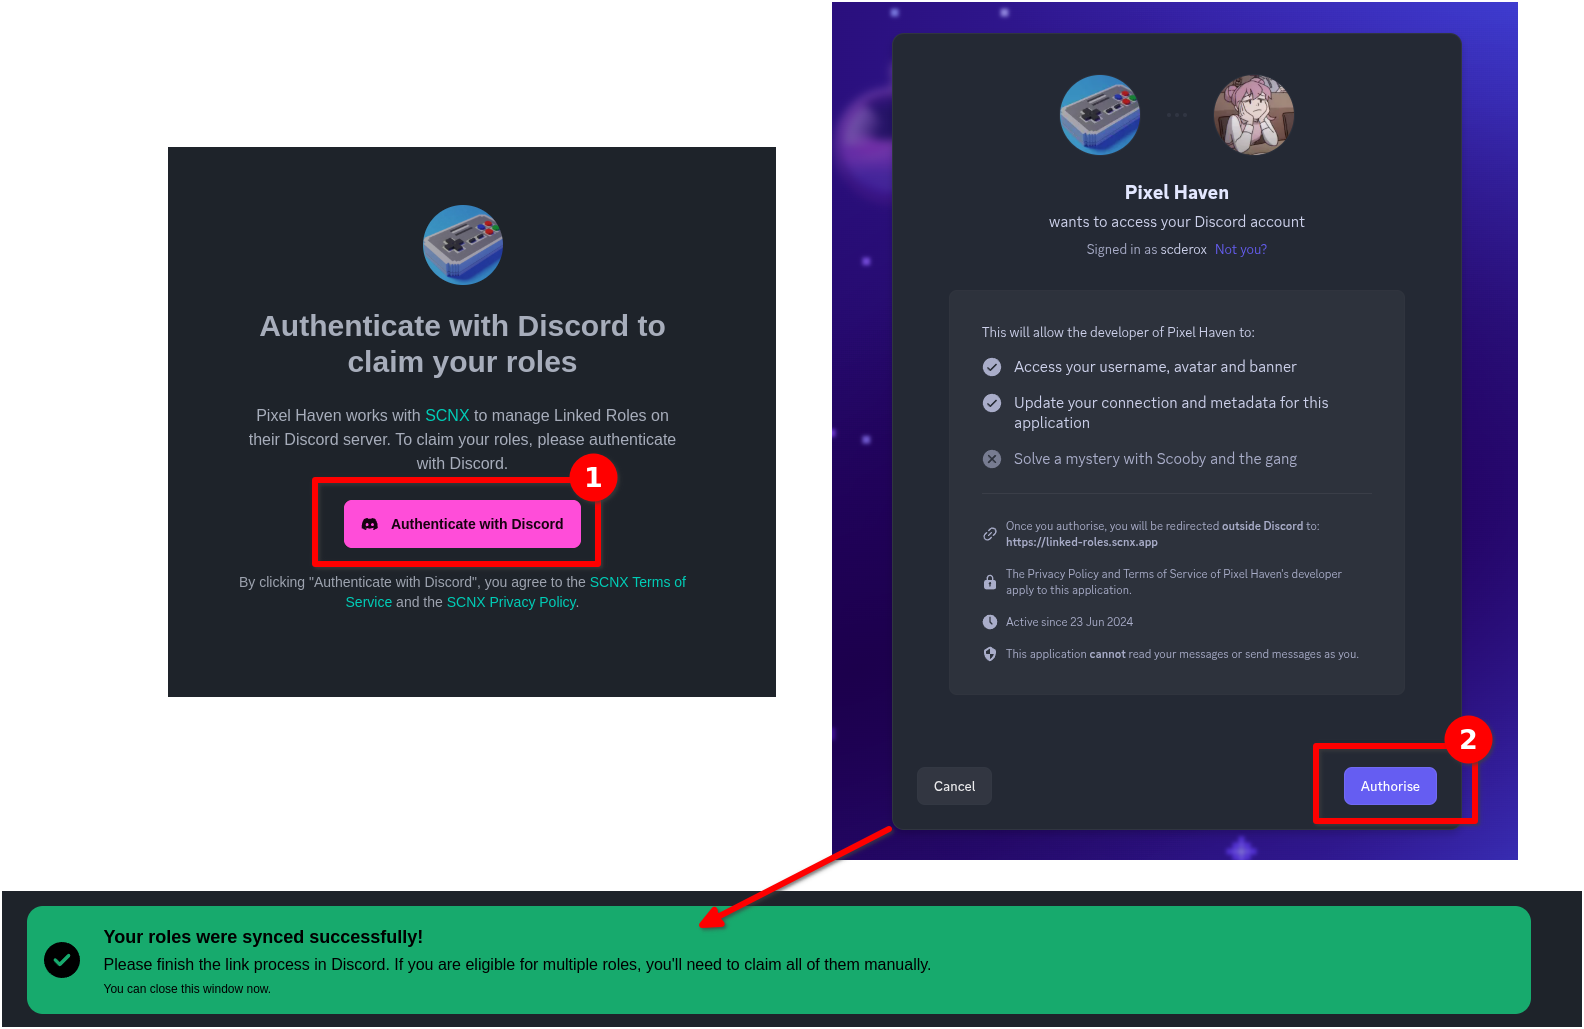 Authenticate with Discord to
claim your roles
Pixel Haven works with SCNX to manage Linked Roles on
their Discord server. To claim your roles, please authenticate
with Discord.
1
Authenticate with Discord
By clicking "Authenticate with Discord", you agree to the SCNX Terms of
Service and the SCNX Privacy Policy.
Pixel Haven
wants to access your Discord account
Signed in as scderox Not you?
This will allow the developer of Pixel Haven to:
Access your username, avatar and banner
Update your connection and metadata for this
application
Solve a mystery with Scooby and the gang
Once you authorise, you will be redirected outside Discord to:
https://linked-roles.scnx.app
The Privacy Policy and Terms of Service of Pixel Haven's developer
apply to this application.
Active since 23 Jun 2024
This application cannot read your messages or send messages as you.
2
Cancel
Authorise
Your roles were synced successfully!
Please finish the link process in Discord. If you are eligible for multiple roles, you'll need to claim all of them manually.
You can close this window now.